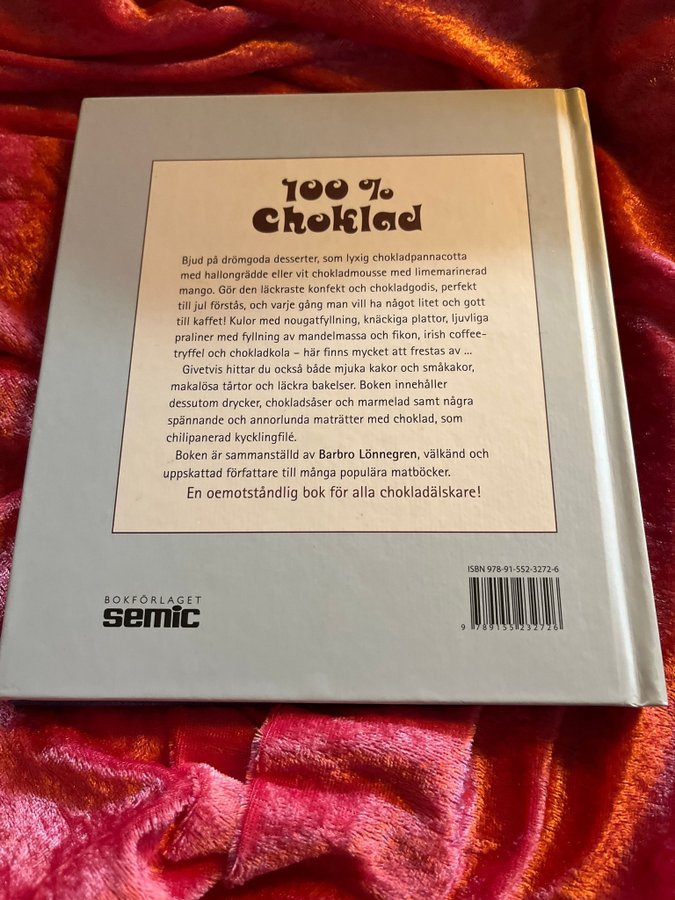 100 %
Choklad
Bjud på drömgoda desserter, som lyxig chokladpannacotta
med hallongrädde eller vit chokladmousse med limemarinerad
mango. Gör den läckraste konfekt och chokladgodis, perfekt
till jul förstås, och varje gång man vill ha något litet och gott
till kaffet! Kulor med nougatfyllning, knäckiga plattor, ljuvliga
praliner med fyllning av mandelmassa och fikon, irish coffee-
tryffel och chokladkola – här finns mycket att frestas av ...
Givetvis hittar du också både mjuka kakor och småkakor,
makalösa tårtor och läckra bakelser. Boken innehåller
dessutom drycker, chokladsåser och marmelad samt några
spännande och annorlunda maträtter med choklad, som
chilipanerad kycklingfilé.
Boken är sammanställd av Barbro Lönnegren, välkänd och
uppskattad författare till många populära matböcker.
En oemotståndlig bok för alla chokladälskare!
ISBN 978-91-552-3272-6
9 789155 232726
BOKFÖRLAGET
semic